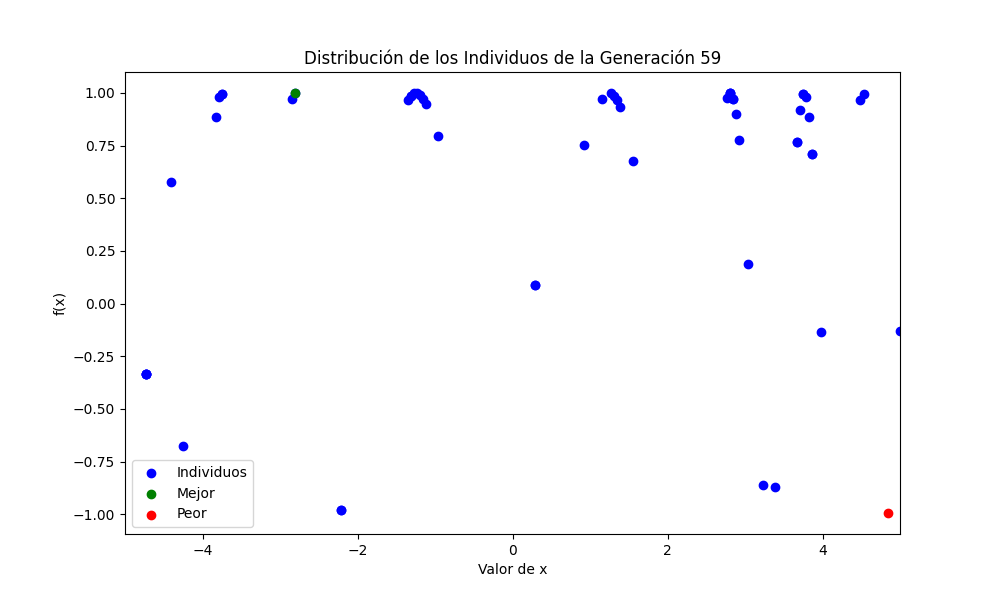 Distribución de los Individuos de la Generación 59
1.00
0.75
0.50
0.25
0.00
−0.25
−0.50
−0.75
−1.00
f(x)
Individuos
Mejor
Peor
−4
−2
0
2
4
Valor de x